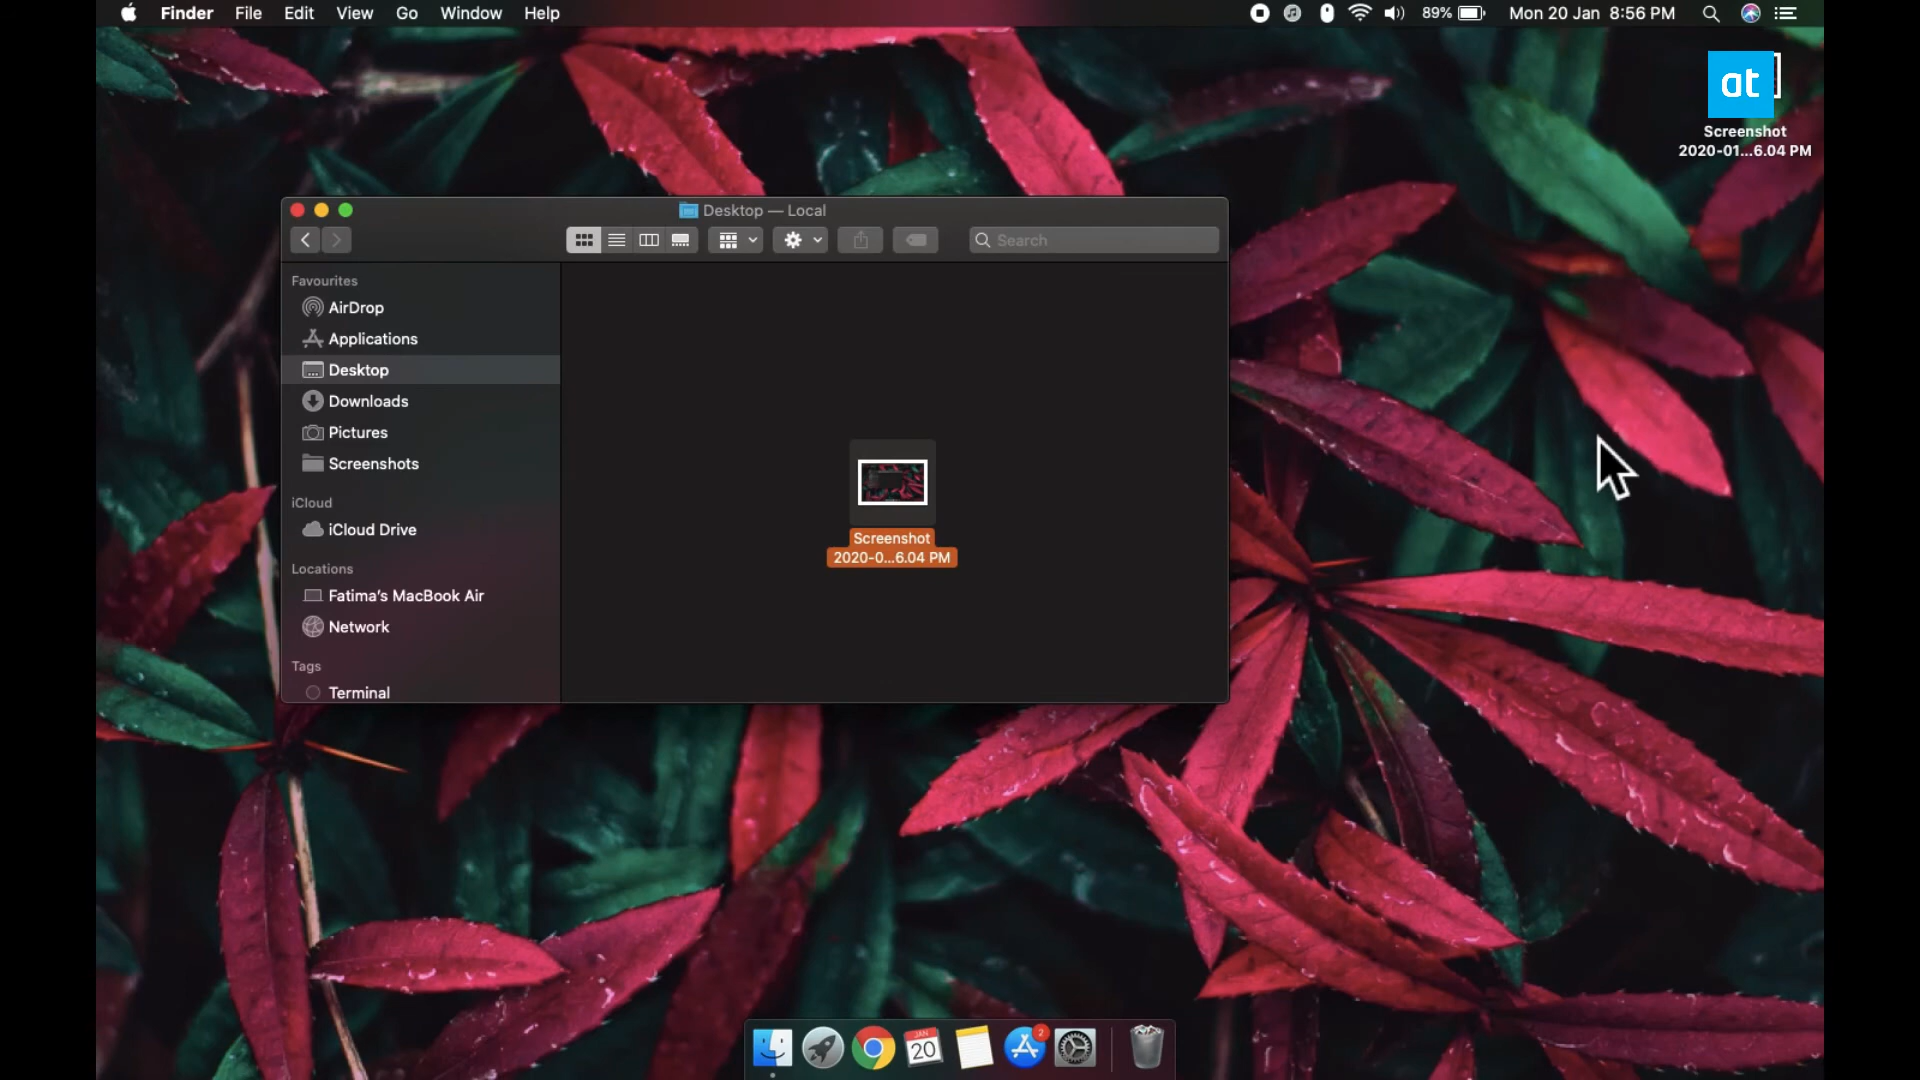 Finder File Edit View Go Window Help
89% Mon 20 Jan 8:56 PM
at
Screenshot
2020-01...6.04 PM
Desktop — Local
Search
Favourites
AirDrop
Applications
Desktop
Downloads
Pictures
Screenshots
iCloud
iCloud Drive
Locations
Fatima's MacBook Air
Network
Tags
Terminal
Screenshot
2020-0...6.04 PM
JAN
20
2